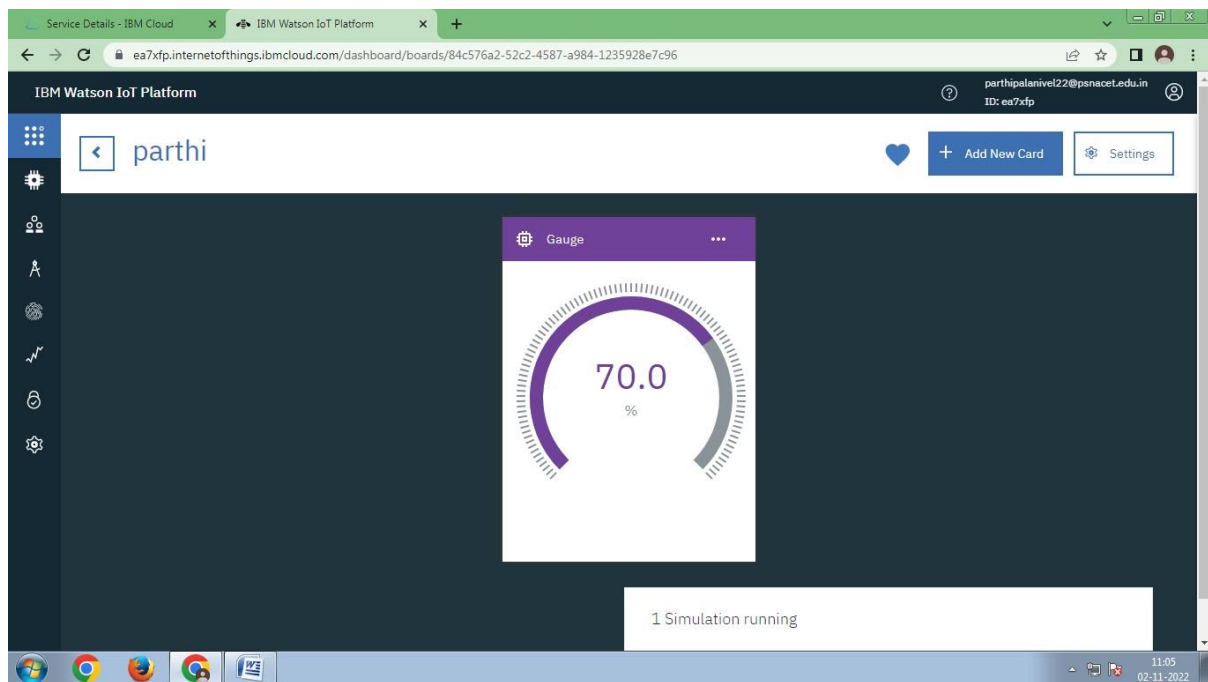 Service Details - IBM Cloud
IBM Watson IoT Platform
ea7xfp.internetofthings.ibmcloud.com/dashboard/boards/84c576a2-52c2-4587-a984-1235928e7c96
IBM Watson IoT Platform
parthipalanivel22@psnacet.edu.in
ID: ea7xfp
parthi
Add New Card
Settings
Gauge
70.0
%
1 Simulation running
11:05
02-11-2022